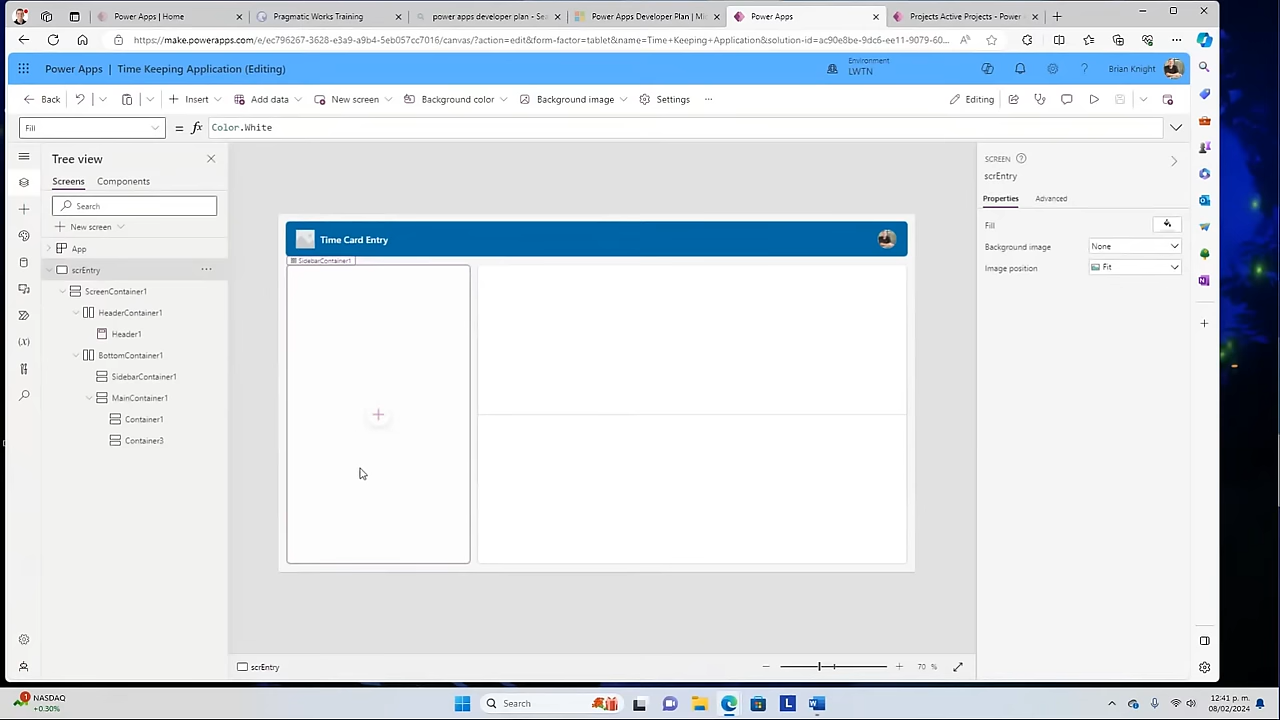 Power Apps | Home
Pragmatic Works Training
power apps developer plan - Se
Power Apps Developer Plan | M
Power Apps
Projects Active Projects - Power
https://make.powerapps.com/e/ec796267-3628-e3a9-a9b4-5eb057cc7016/canvas/?action=edit&form-factor=tablet&name=Time+Keeping+Application&solution-id=ac90e8be-9dc6-ee11-9079-60...
Power Apps | Time Keeping Application (Editing)
Environment
LWTN
Brian Knight
Back
Insert
Add data
New screen
Background color
Background image
Settings
Editing
Fill
= fx Color.White
Tree view
Screens Components
Search
New screen
App
scrEntry
ScreenContainer1
HeaderContainer1
Header1
BottomContainer1
SidebarContainer1
MainContainer1
Container1
Container3
Time Card Entry
SidebarContainer1
SCREEN
scrEntry
Properties Advanced
Fill
Background image None
Image position Fit
scrEntry
70 %
NASDAQ
+0.30%
Search
12:41 p. m.
08/02/2024